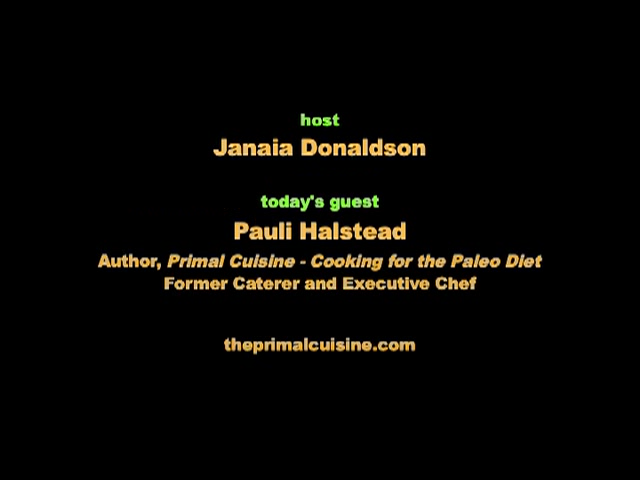 host
Janaia Donaldson
today's guest
Pauli Halstead
Author, Primal Cuisine - Cooking for the Paleo Diet
Former Caterer and Executive Chef
theprimalcuisine.com